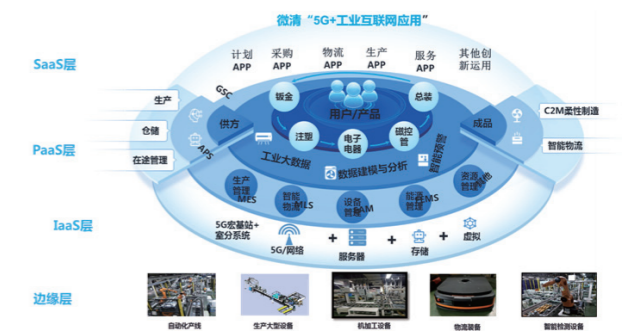 微清“5G+工业互联网应用”
SaaS层
计划
APP
采购
APP
物流
APP
生产
APP
服务
APP
其他创
新运用
GSC
生产
仓储
在途管理
供方
APS
钣金
总装
用户/产品
注塑
电子
电器
磁控
管
成品
C2M柔性制造
智能物流
PaaS层
工业大数据
数据建模与分析
智能预测
生产
管理
MES
智能
物流
MLS
设备
管理
能源
管理
EMS
资源
管理
IaaS层
5G宏基站+
室分系统
5G/网络
+
服务器
+
存储
+
虚拟
边缘层
自动化产线
生产大型设备
机加工设备
物流装备
智能检测设备